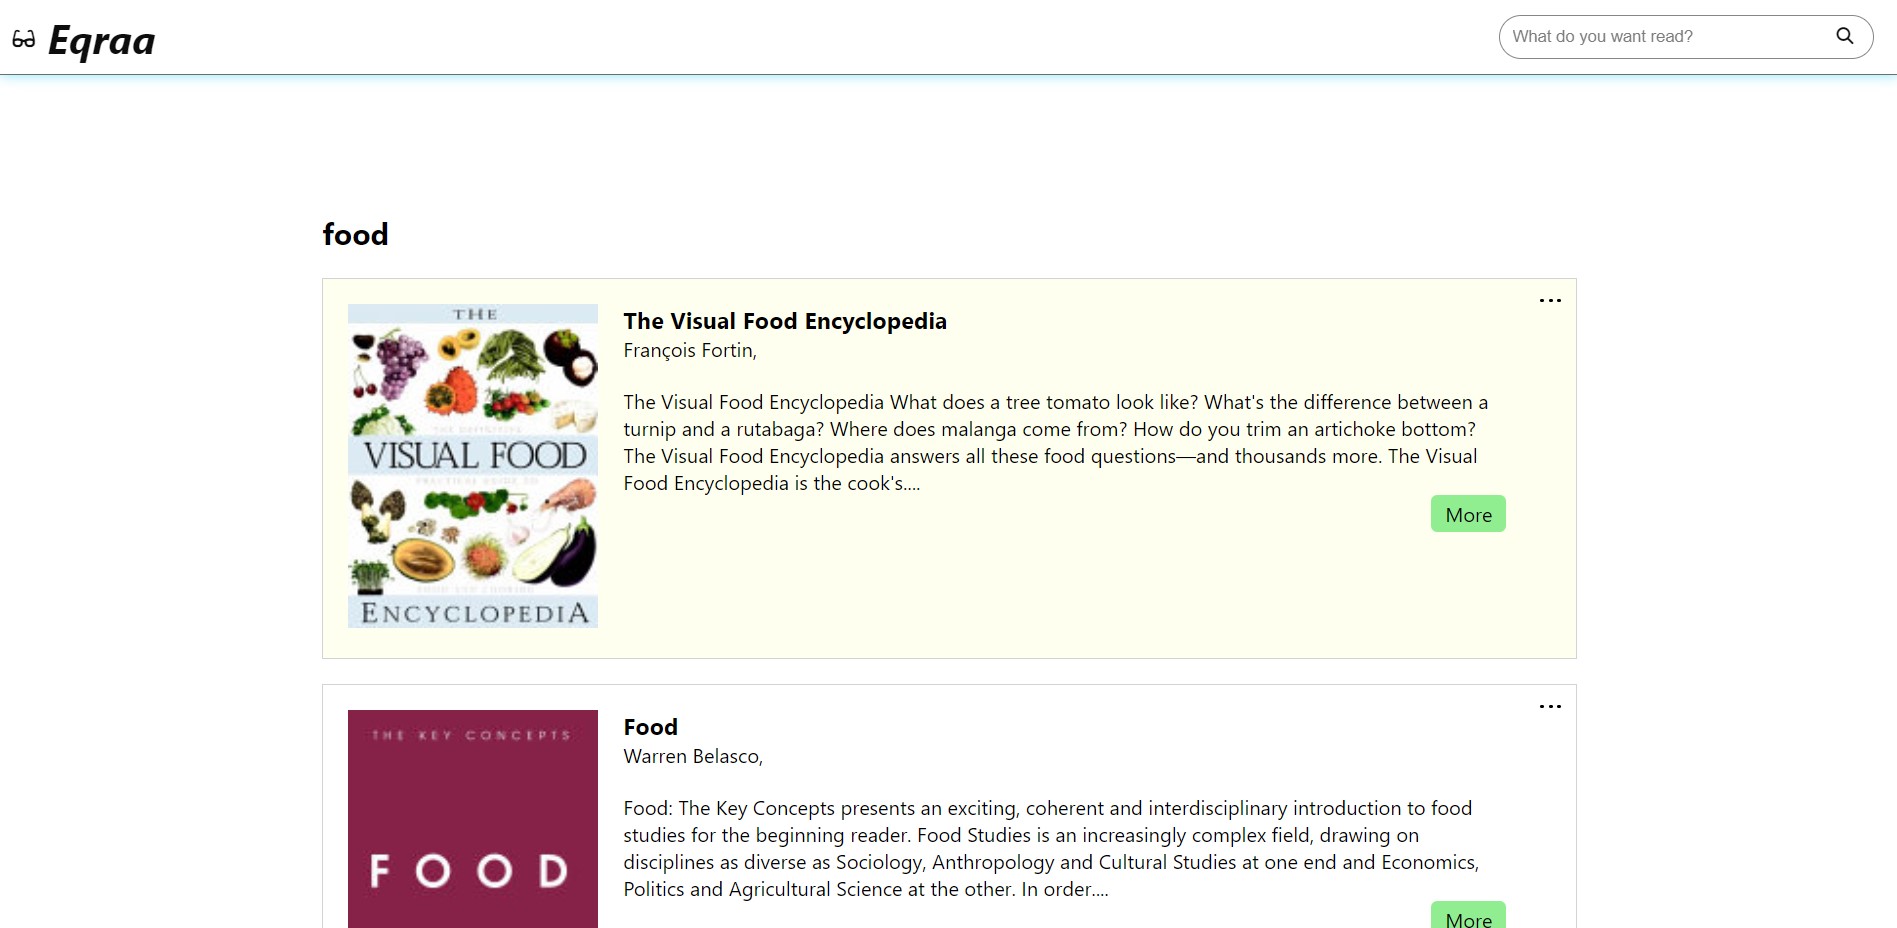 Eqraa
What do you want read?
food
THE
VISUAL FOOD
ENCYCLOPEDIA
The Visual Food Encyclopedia
François Fortin,
The Visual Food Encyclopedia What does a tree tomato look like? What's the difference between a
turnip and a rutabaga? Where does malanga come from? How do you trim an artichoke bottom?
The Visual Food Encyclopedia answers all these food questions—and thousands more. The Visual
Food Encyclopedia is the cook's....
More
THE KEY CONCEPTS
FOOD
Food
Warren Belasco,
Food: The Key Concepts presents an exciting, coherent and interdisciplinary introduction to food
studies for the beginning reader. Food Studies is an increasingly complex field, drawing on
disciplines as diverse as Sociology, Anthropology and Cultural Studies at one end and Economics,
Politics and Agricultural Science at the other. In order....
More